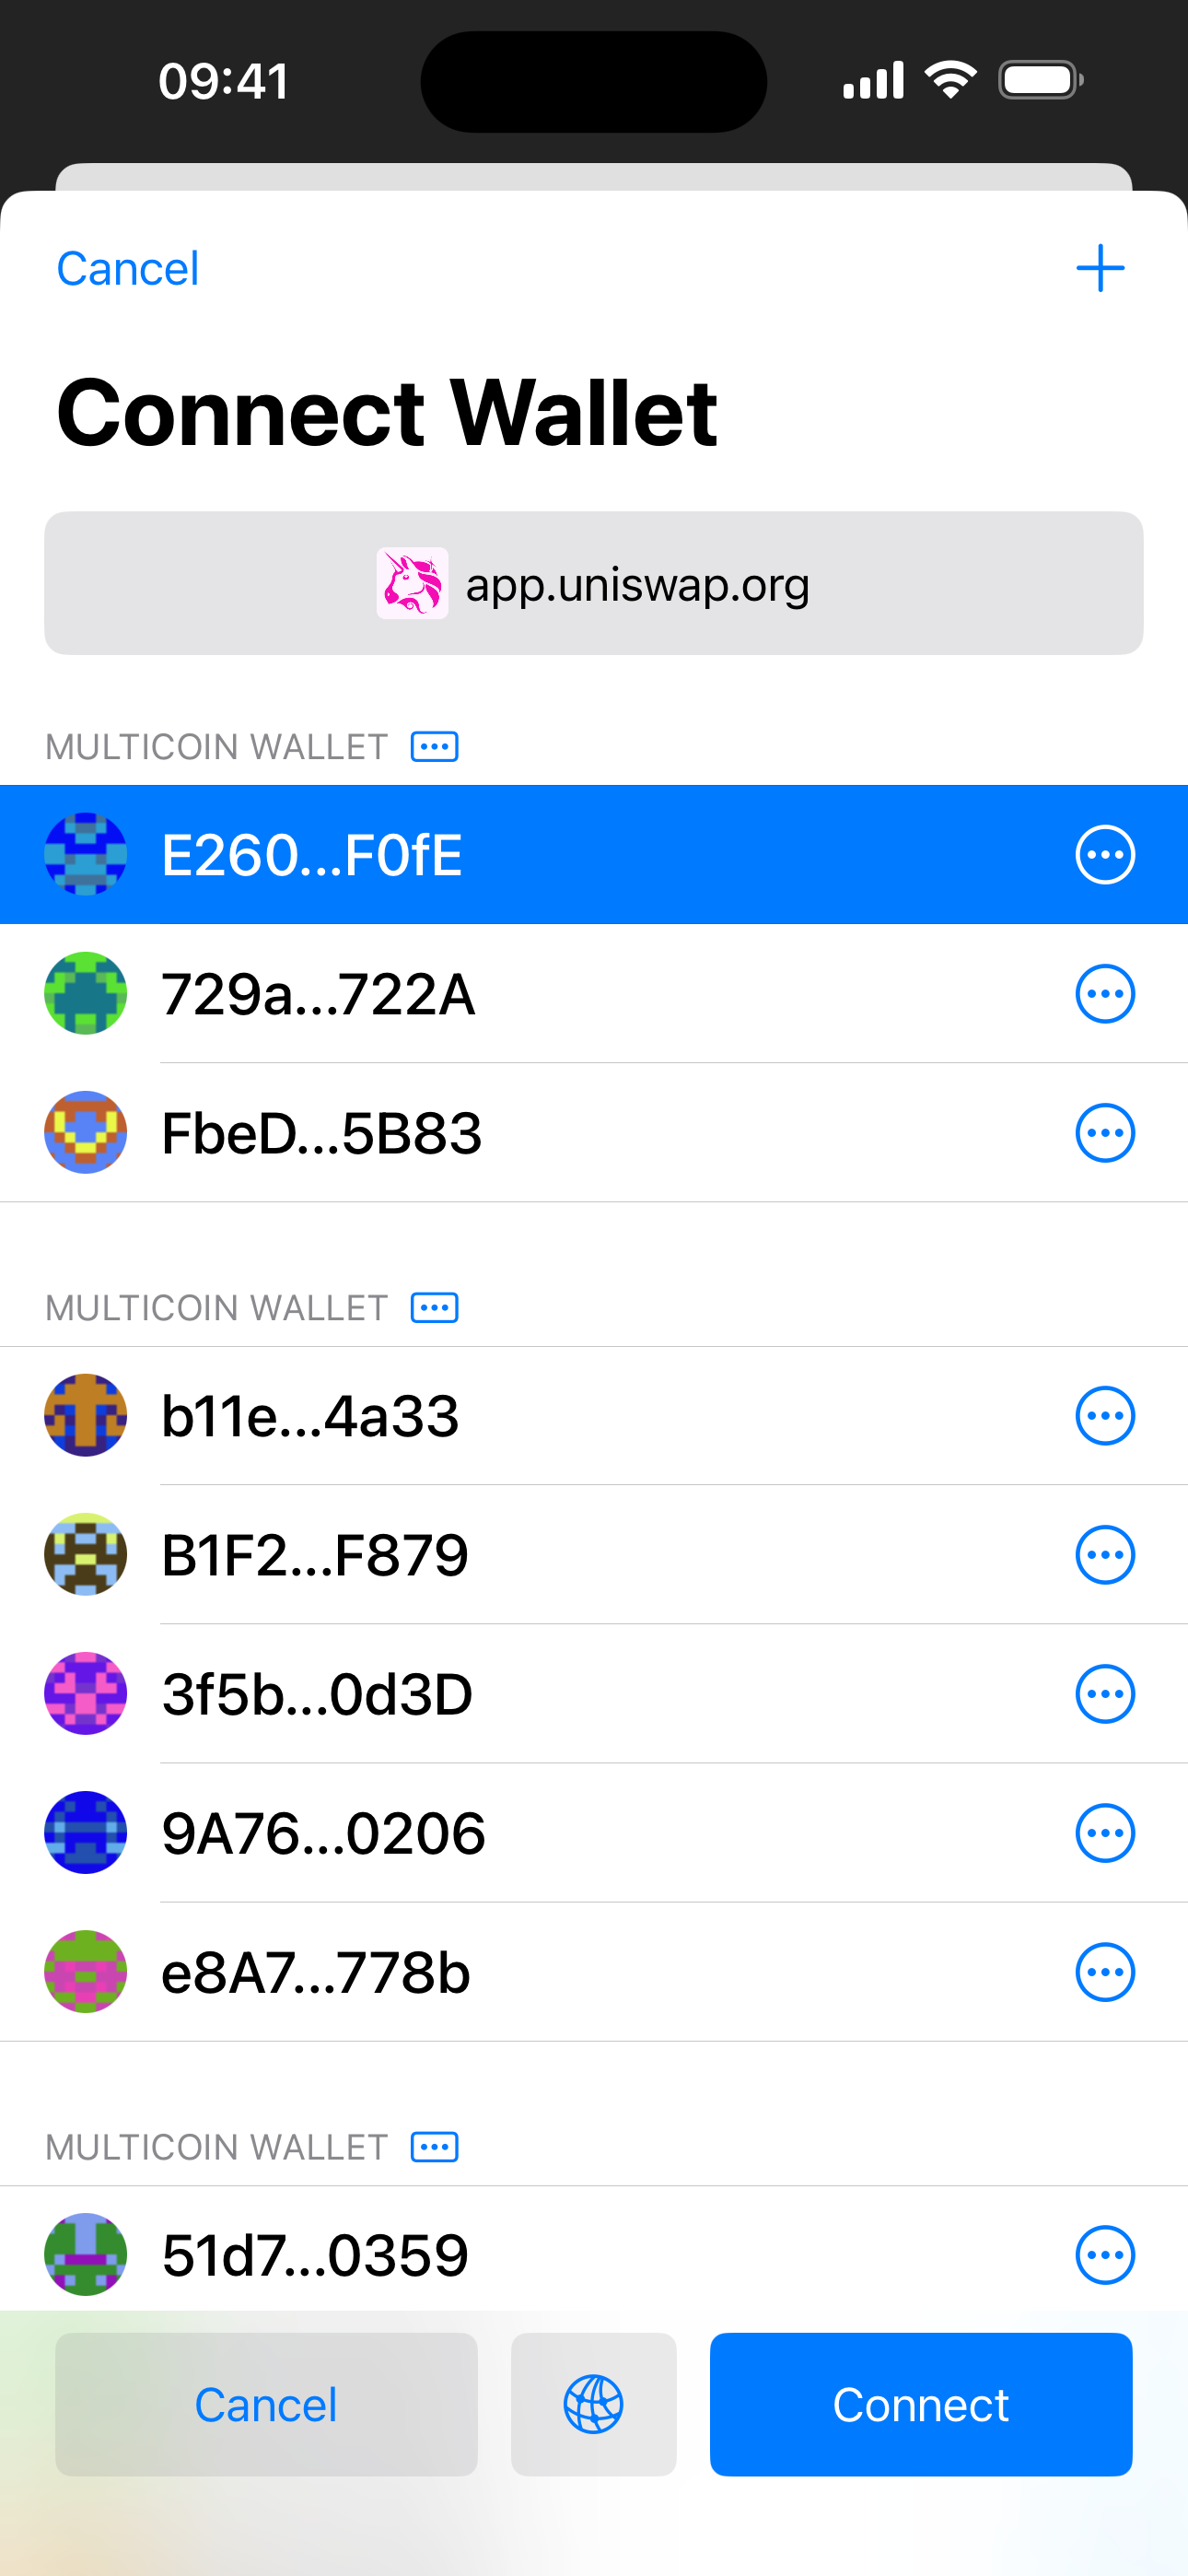 09:41
Cancel
Connect Wallet
app.uniswap.org
MULTICOIN WALLET
E260...F0fE
729a...722A
FbeD...5B83
MULTICOIN WALLET
b11e...4a33
B1F2...F879
3f5b...0d3D
9A76...0206
e8A7...778b
MULTICOIN WALLET
51d7...0359
Cancel
Connect